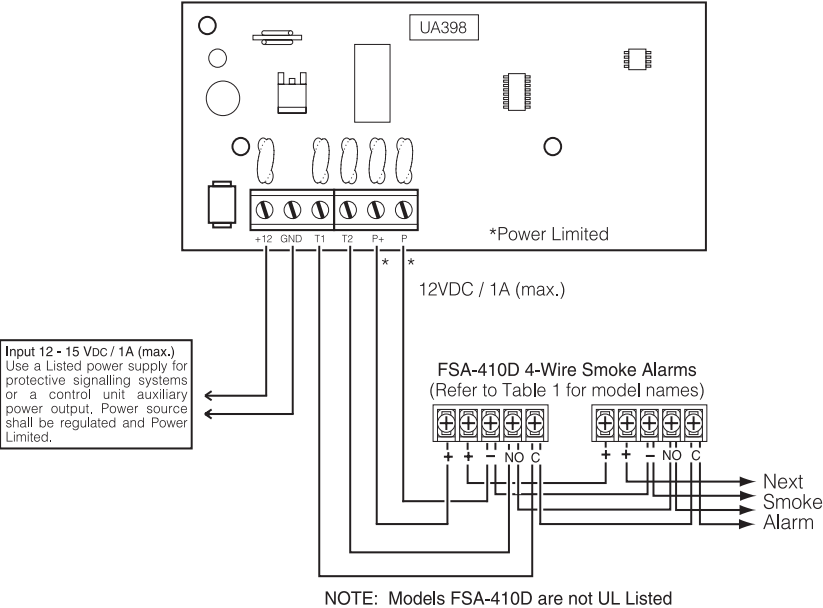 UA398
+12 GND T1 T2 P+ P
*Power Limited
* *
12VDC / 1A (max.)
Input 12 - 15 VDC / 1A (max.)
Use a Listed power supply for
protective signalling systems
or a control unit auxiliary
power output. Power source
shall be regulated and Power
Limited.
FSA-410D 4-Wire Smoke Alarms
(Refer to Table 1 for model names)
+ + − NO C
+ + − NO C
Next
Smoke
Alarm
NOTE: Models FSA-410D are not UL Listed